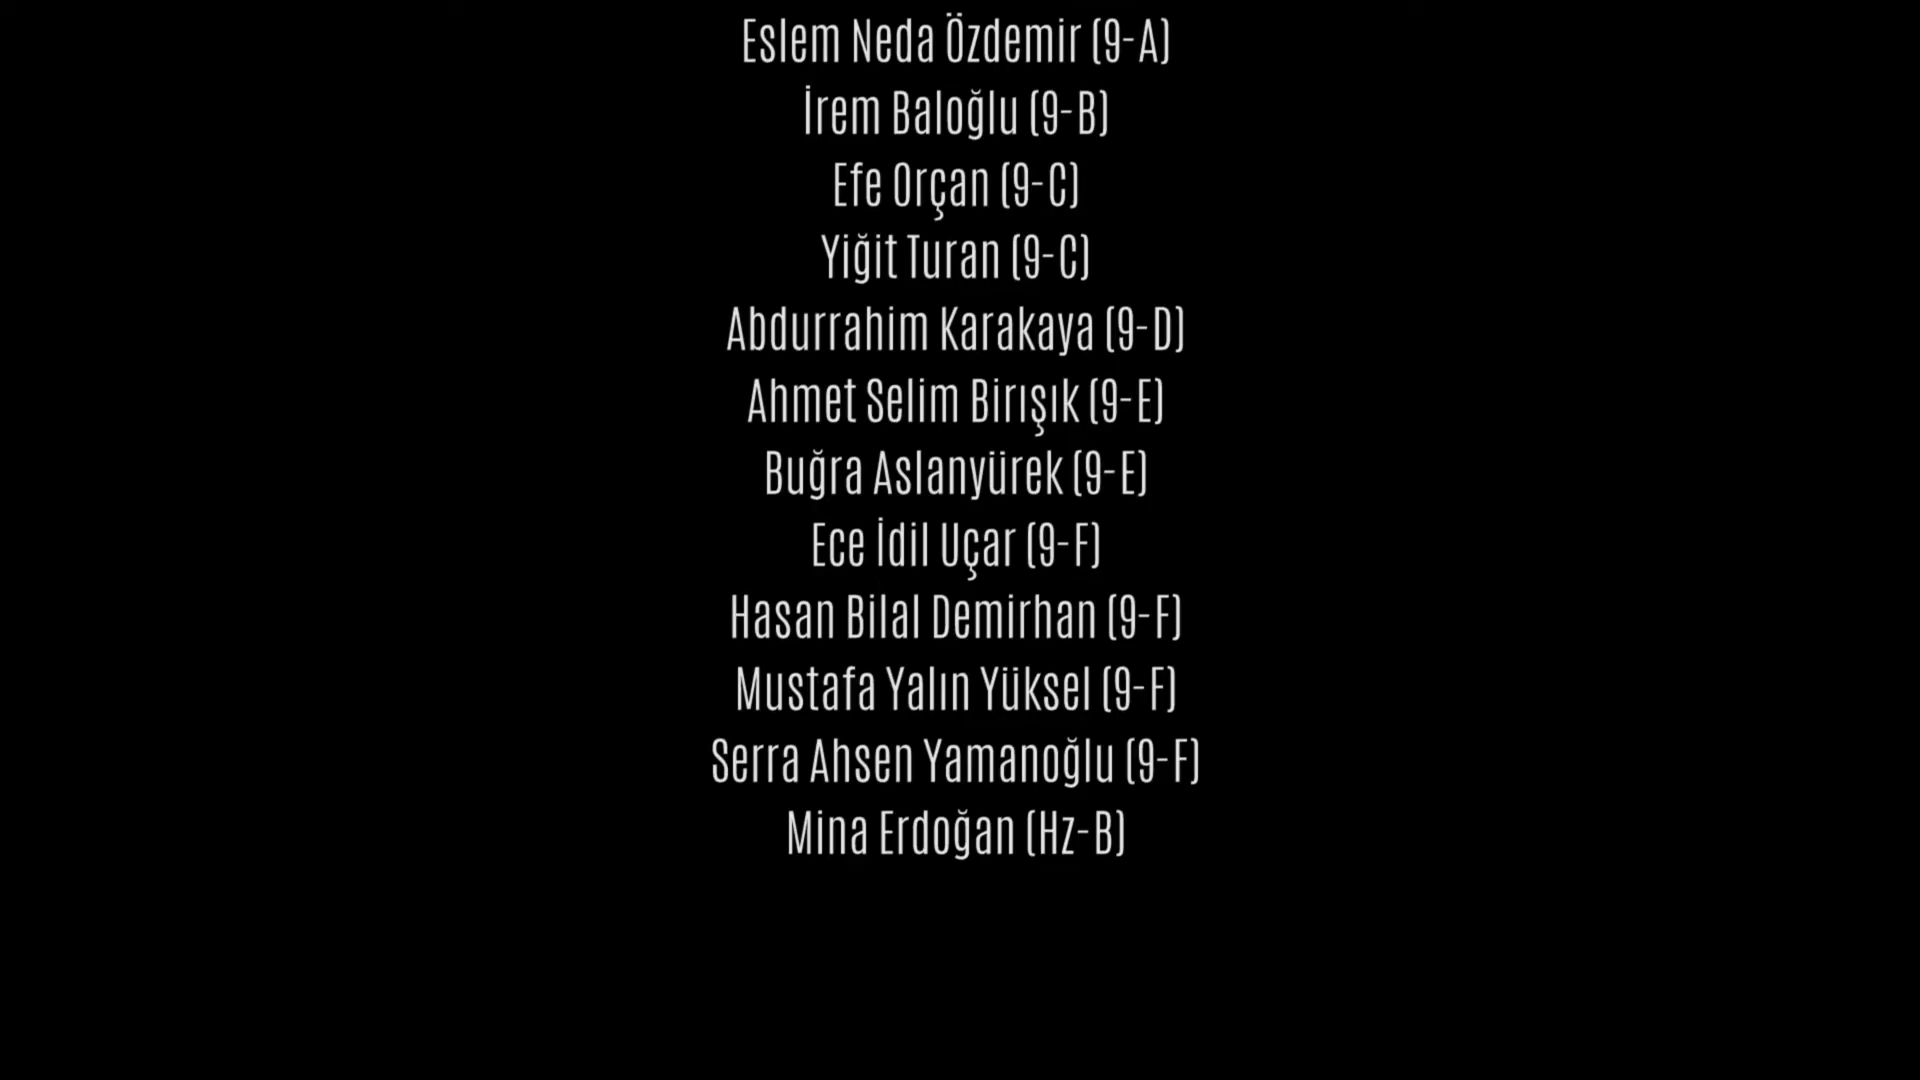 Eslem Neda Özdemir (9-A)
İrem Baloğlu (9-B)
Efe Orçan (9-C)
Yiğit Turan (9-C)
Abdurrahim Karakaya (9-D)
Ahmet Selim Birışık (9-E)
Buğra Aslanyürek (9-E)
Ece İdil Uçar (9-F)
Hasan Bilal Demirhan (9-F)
Mustafa Yalın Yüksel (9-F)
Serra Ahsen Yamanoğlu (9-F)
Mina Erdoğan (Hz-B)